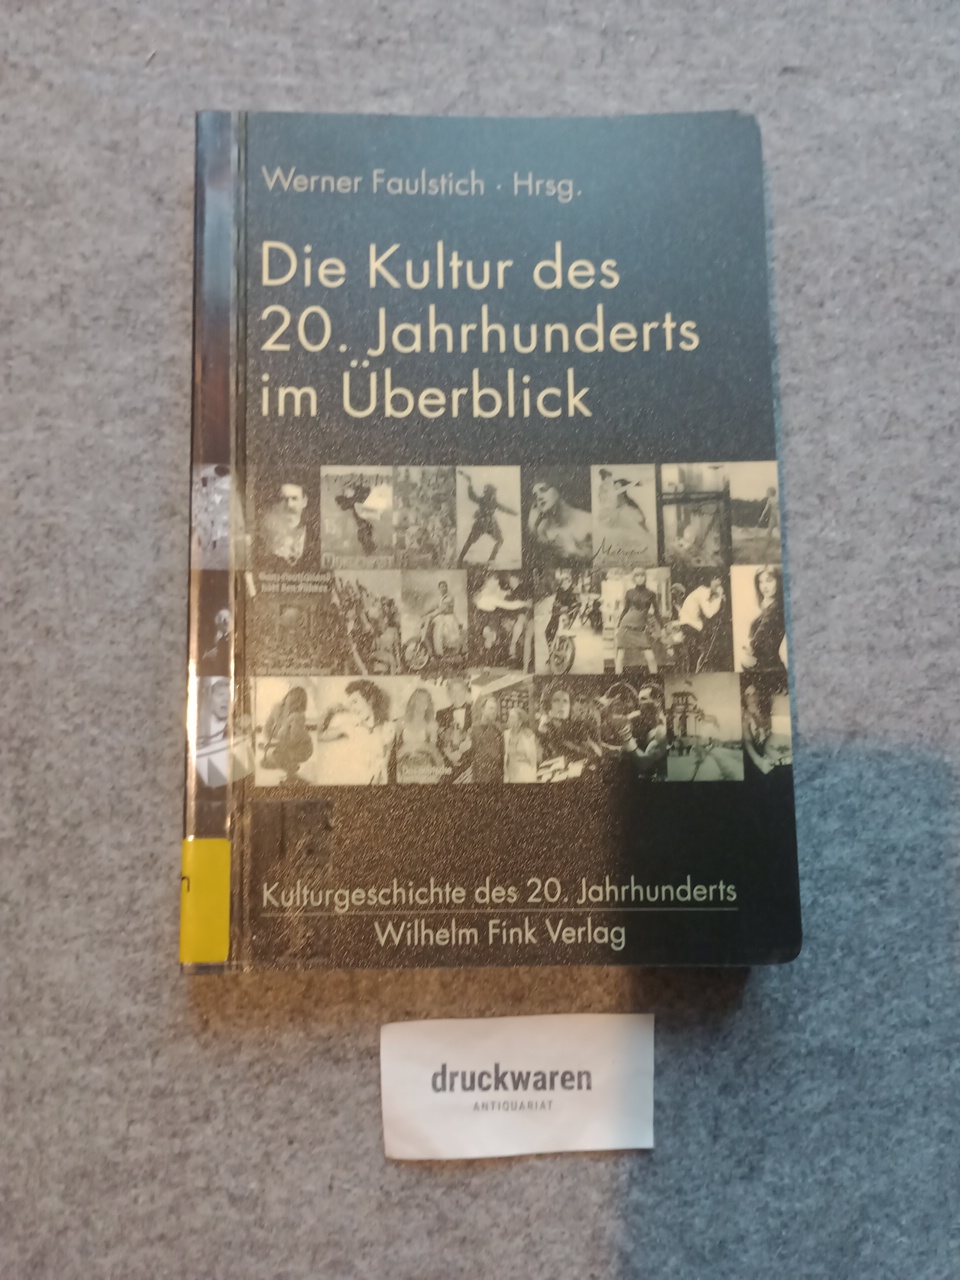 Werner Faulstich · Hrsg.
Die Kultur des
20. Jahrhunderts
im Überblick
Kulturgeschichte des 20. Jahrhunderts
Wilhelm Fink Verlag
druckwaren
ANTIQUARIAT